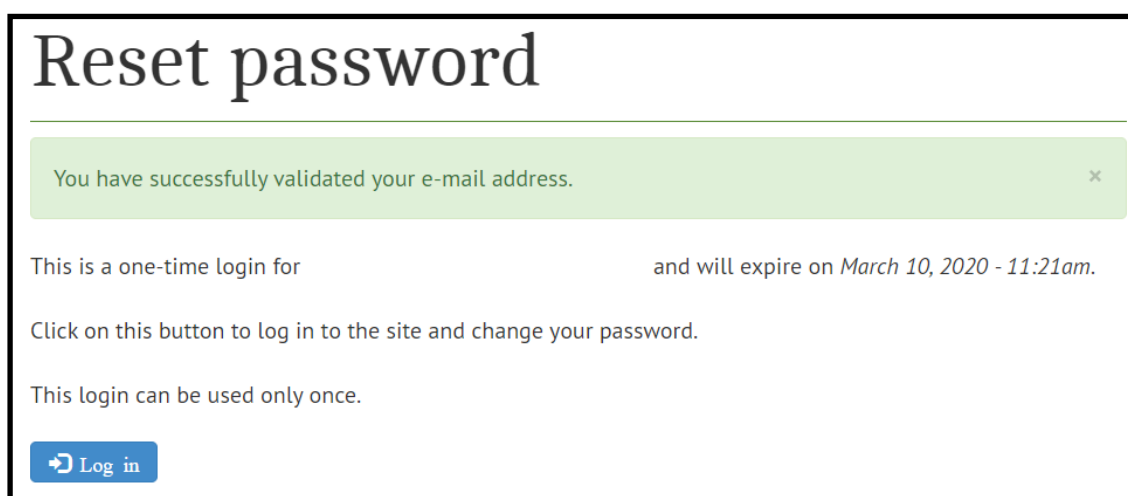 Reset password
You have successfully validated your e-mail address. ×
This is a one-time login for and will expire on March 10, 2020 - 11:21am.
Click on this button to log in to the site and change your password.
This login can be used only once.
Log in